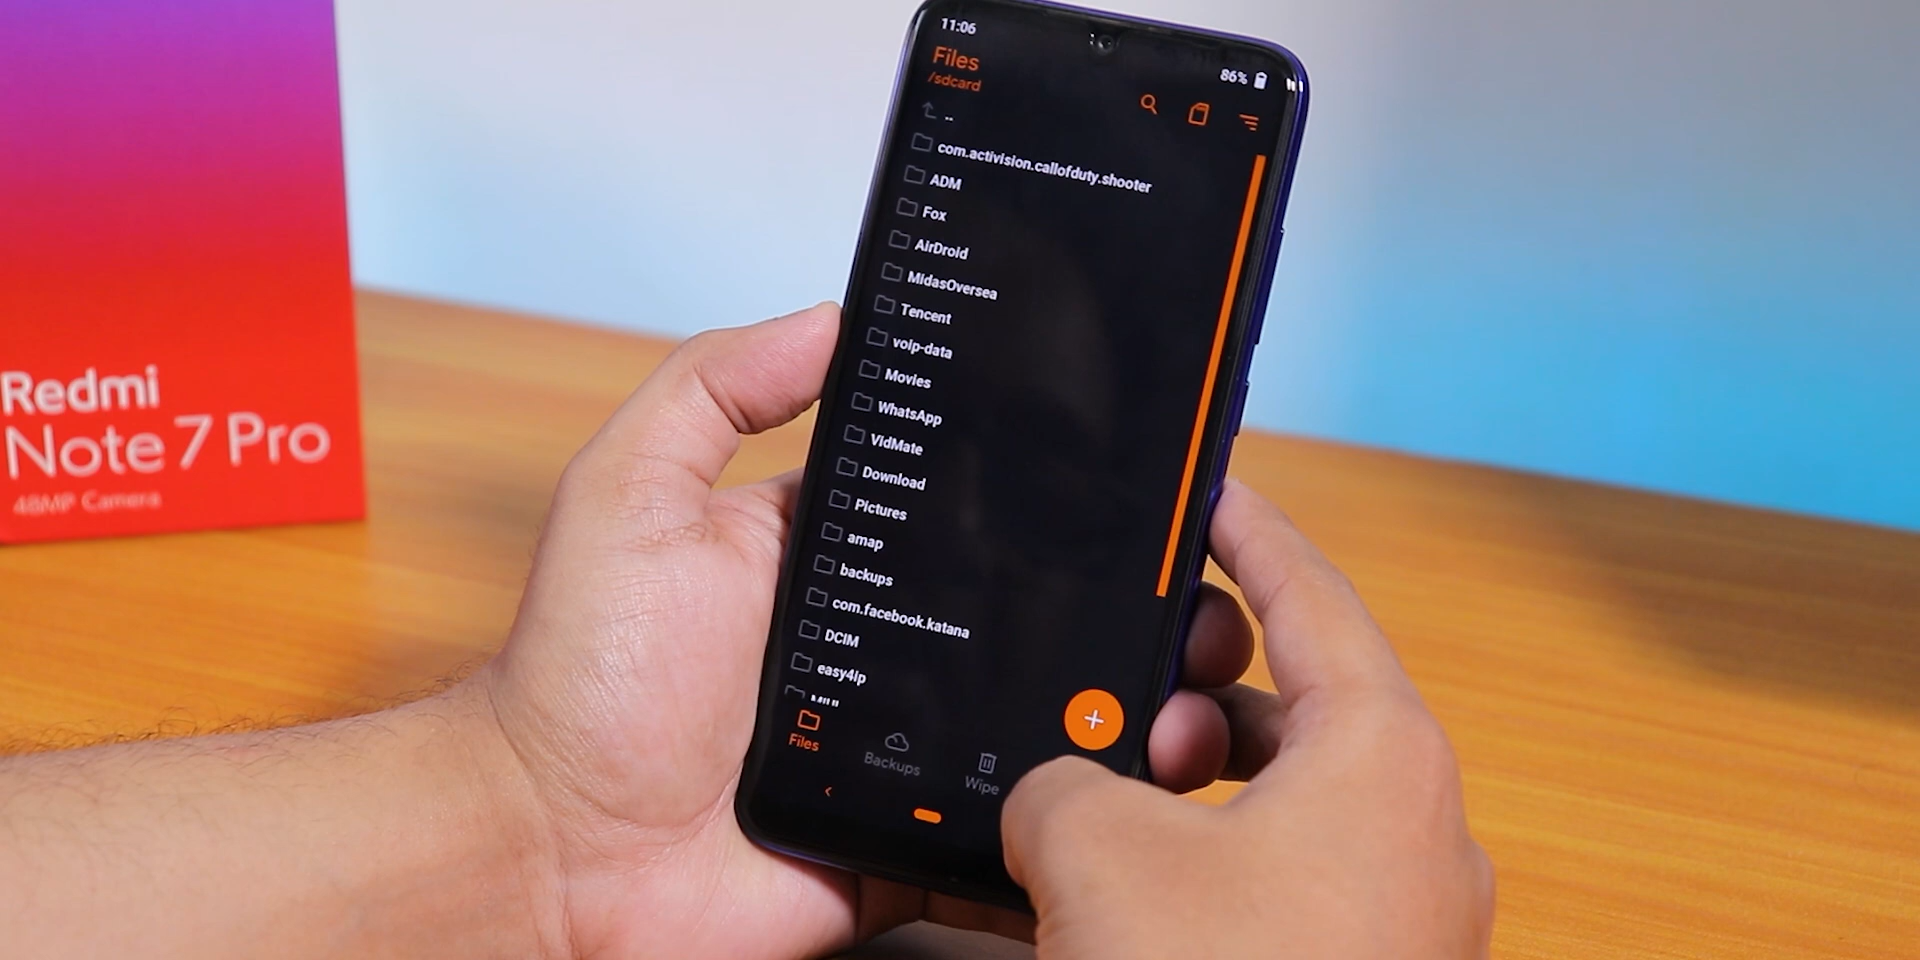 Redmi
Note 7 Pro
48MP Camera
11:06
86%
Files
/sdcard
..
com.activision.callofduty.shooter
ADM
Fox
AirDroid
MidasOversea
Tencent
voip-data
Movies
WhatsApp
VidMate
Download
Pictures
amap
backups
com.facebook.katana
DCIM
easy4ip
Files
Backups
Wipe